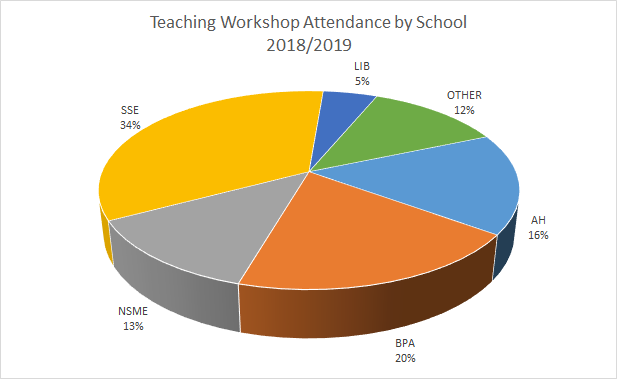 Teaching Workshop Attendance by School
2018/2019
LIB
5%
OTHER
12%
AH
16%
BPA
20%
NSME
13%
SSE
34%